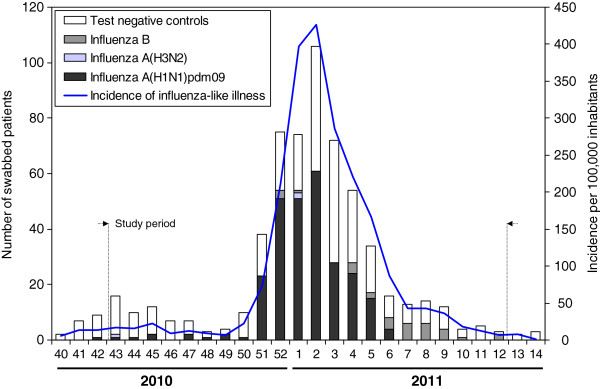 Test negative controls
Influenza B
Influenza A(H3N2)
Influenza A(H1N1)pdm09
Incidence of influenza-like illness
Number of swabbed patients
120
100
80
60
40
20
0
Study period
450
400
350
300
250
200
150
100
50
0
Incidence per 100,000 inhabitants
40 41 42 43 44 45 46 47 48 49 50 51 52 1 2 3 4 5 6 7 8 9 10 11 12 13 14
2010 2011